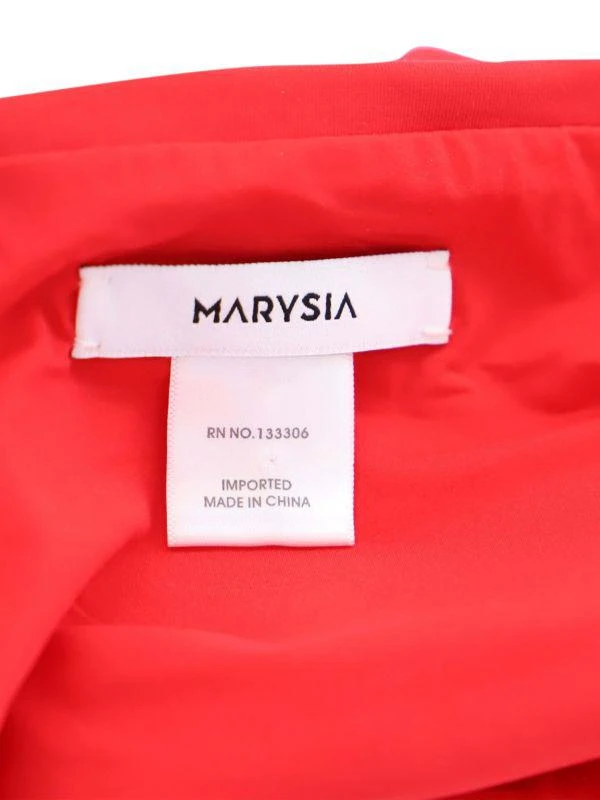 MARYSIA
RN NO.133306
IMPORTED
MADE IN CHINA